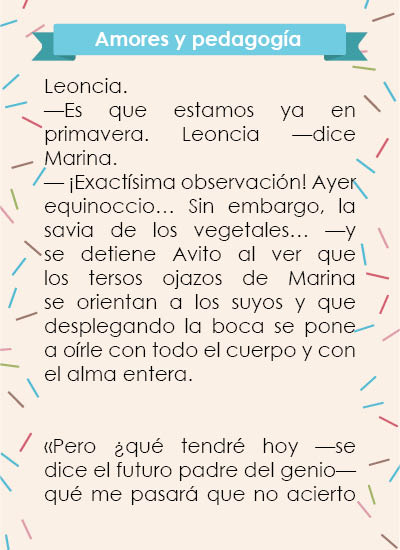 Amores y pedagogía
Leoncia.
—Es que estamos ya en
primavera. Leoncia —dice
Marina.
— ¡Exactísima observación! Ayer
equinoccio… Sin embargo, la
savia de los vegetales… —y
se detiene Avito al ver que
los tersos ojazos de Marina
se orientan a los suyos y que
desplegando la boca se pone
a oírle con todo el cuerpo y con
el alma entera.
«Pero ¿qué tendré hoy —se
dice el futuro padre del genio—
qué me pasará que no acierto